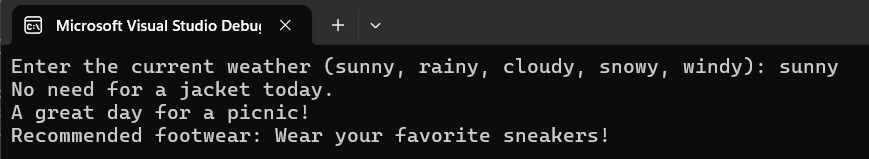 Microsoft Visual Studio Debu
Enter the current weather (sunny, rainy, cloudy, snowy, windy): sunny
No need for a jacket today.
A great day for a picnic!
Recommended footwear: Wear your favorite sneakers!